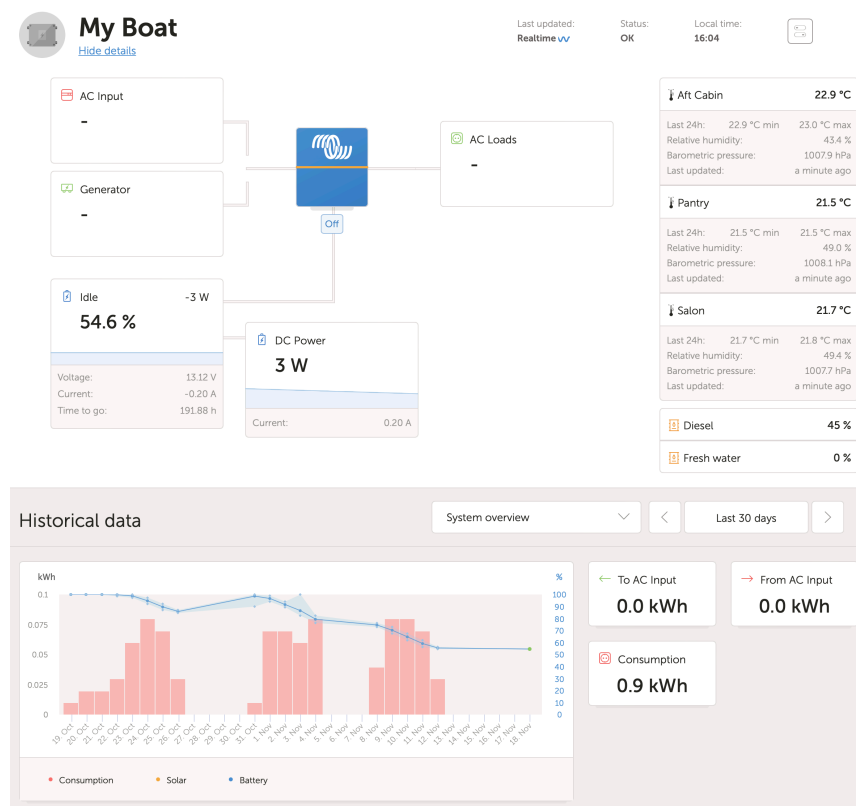 My Boat
Hide details
Last updated:
Realtime
Status:
OK
Local time:
16:04
AC Input
-
Generator
-
Off
AC Loads
-
Idle -3 W
54.6 %
Voltage: 13.12 V
Current: -0.20 A
Time to go: 191.88 h
DC Power
3 W
Current: 0.20 A
Aft Cabin 22.9 °C
Last 24h: 22.9 °C min 23.0 °C max
Relative humidity: 43.4 %
Barometric pressure: 1007.9 hPa
Last updated: a minute ago
Pantry 21.5 °C
Last 24h: 21.5 °C min 21.5 °C max
Relative humidity: 49.0 %
Barometric pressure: 1008.1 hPa
Last updated: a minute ago
Salon 21.7 °C
Last 24h: 21.7 °C min 21.8 °C max
Relative humidity: 49.4 %
Barometric pressure: 1007.7 hPa
Last updated: a minute ago
Diesel 45 %
Fresh water 0 %
Historical data
System overview
Last 30 days
kWh
0.1
0.075
0.05
0.025
0
%
100
90
80
70
60
50
40
30
20
10
0
19. Oct
20. Oct
21. Oct
22. Oct
23. Oct
24. Oct
25. Oct
26. Oct
27. Oct
28. Oct
29. Oct
30. Oct
31. Oct
1. Nov
2. Nov
3. Nov
4. Nov
5. Nov
6. Nov
7. Nov
8. Nov
9. Nov
10. Nov
11. Nov
12. Nov
13. Nov
14. Nov
15. Nov
16. Nov
17. Nov
18. Nov
Consumption
Solar
Battery
To AC Input
0.0 kWh
From AC Input
0.0 kWh
Consumption
0.9 kWh